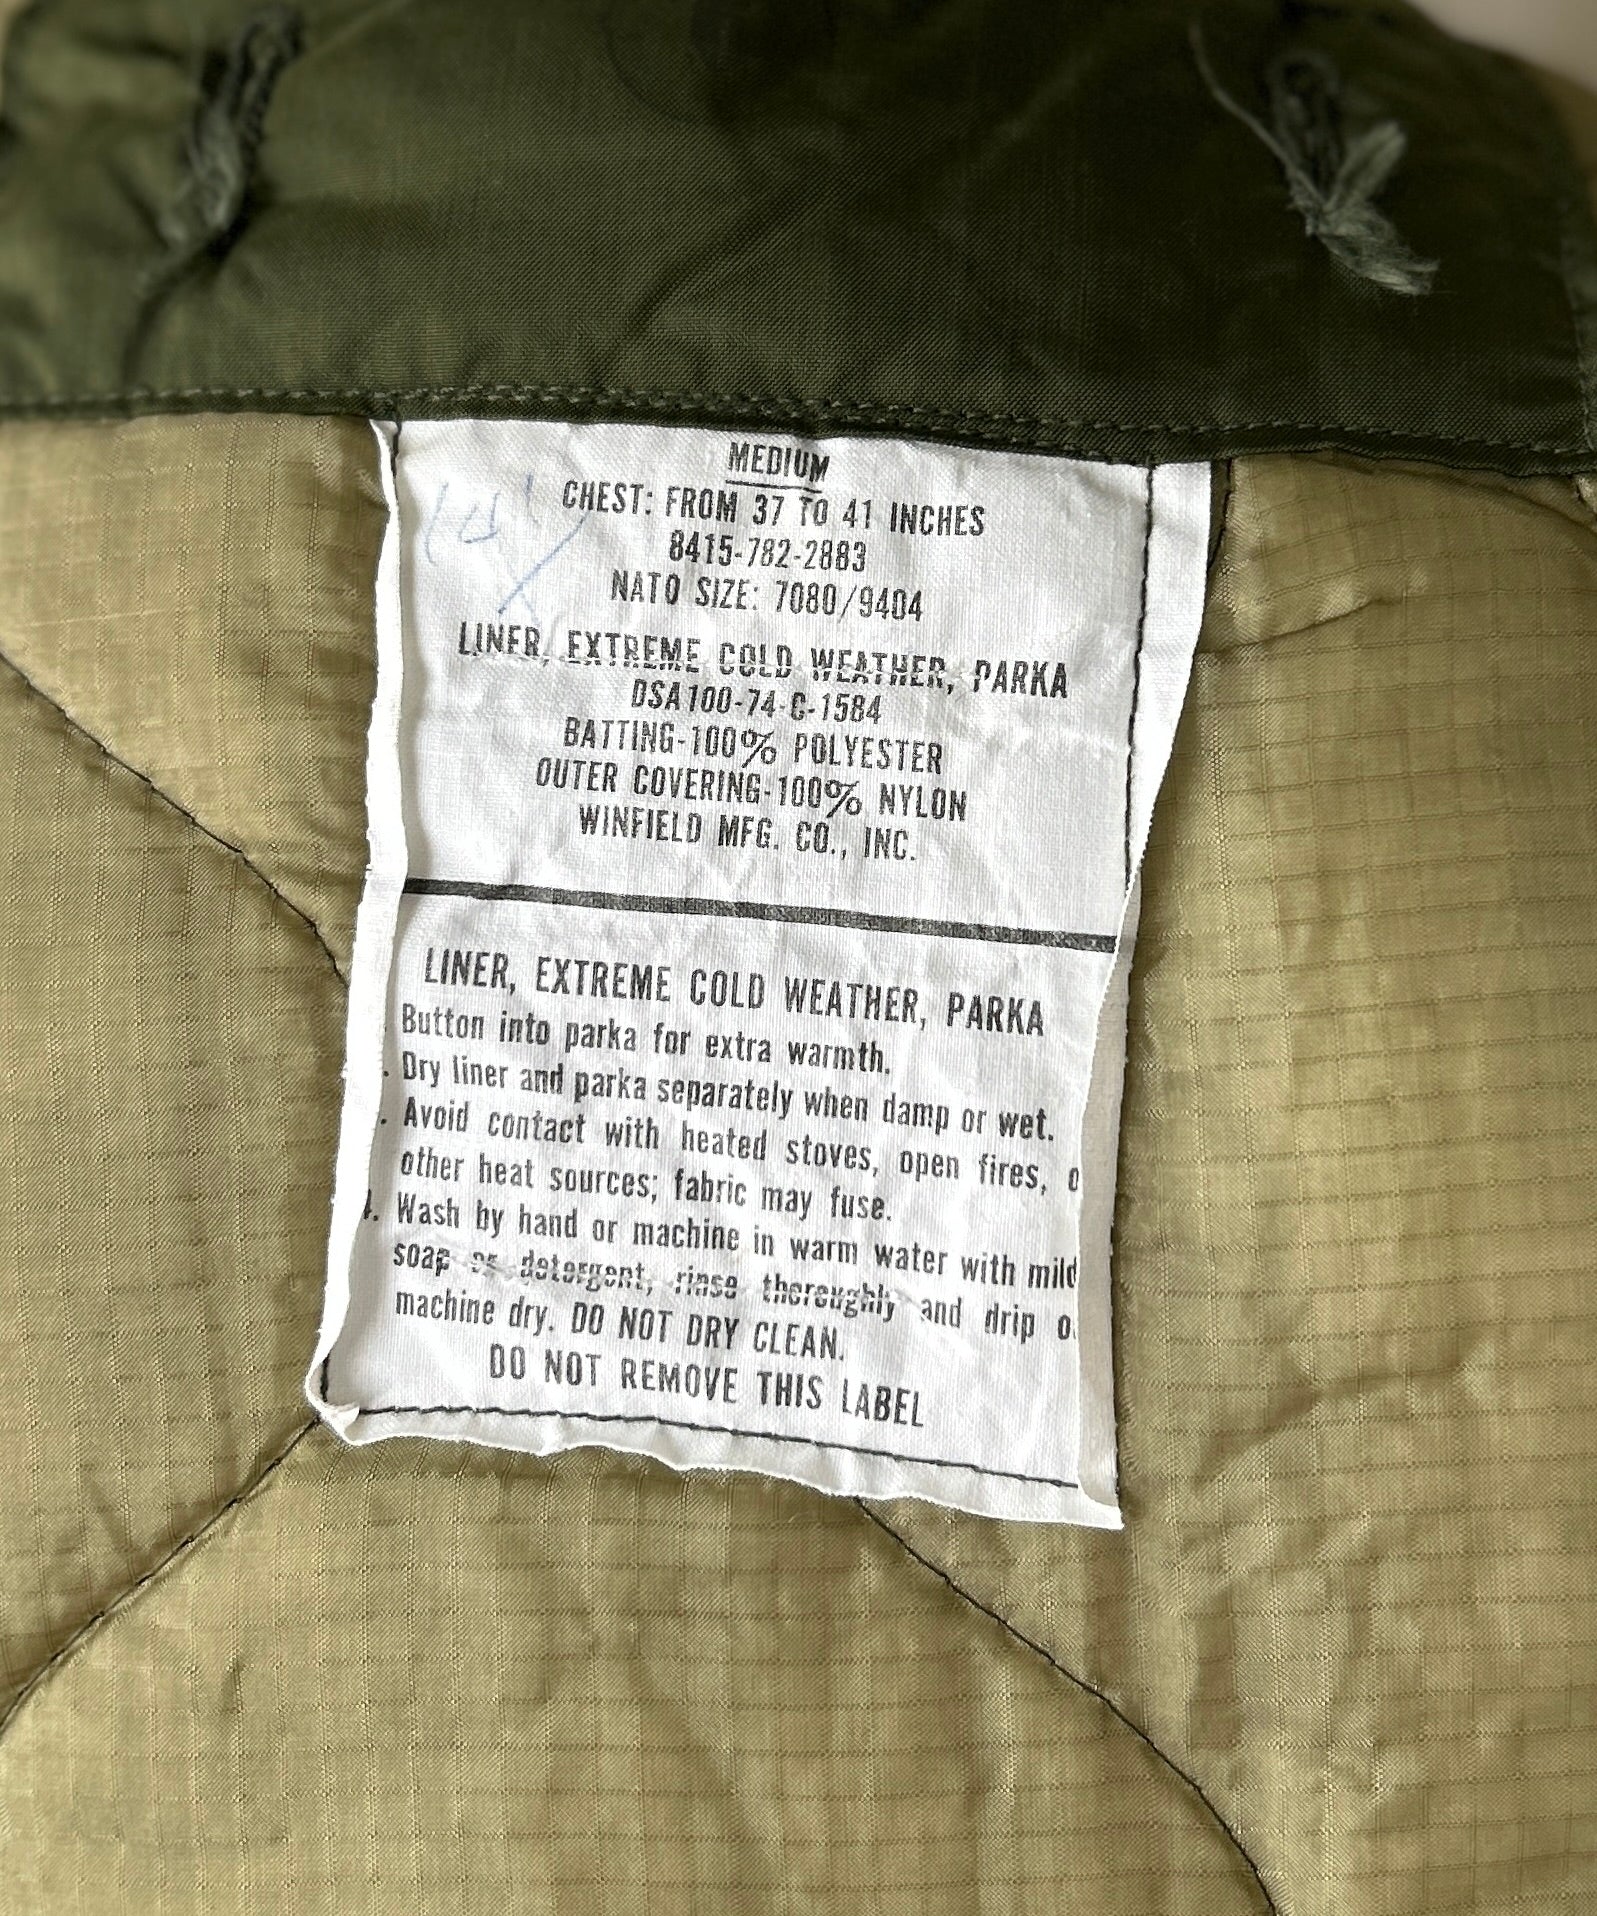 MEDIUM
CHEST: FROM 37 TO 41 INCHES
8415-782-2883
NATO SIZE: 7080/9404
LINER, EXTREME COLD WEATHER, PARKA
DSA100-74-C-1584
BATTING-100% POLYESTER
OUTER COVERING-100% NYLON
WINFIELD MFG. CO., INC.
LINER, EXTREME COLD WEATHER, PARKA
Button into parka for extra warmth.
. Dry liner and parka separately when damp or wet.
. Avoid contact with heated stoves, open fires, o
other heat sources; fabric may fuse.
4. Wash by hand or machine in warm water with mild
soap or detergent, rinse thoroughly and drip o
machine dry. DO NOT DRY CLEAN.
DO NOT REMOVE THIS LABEL